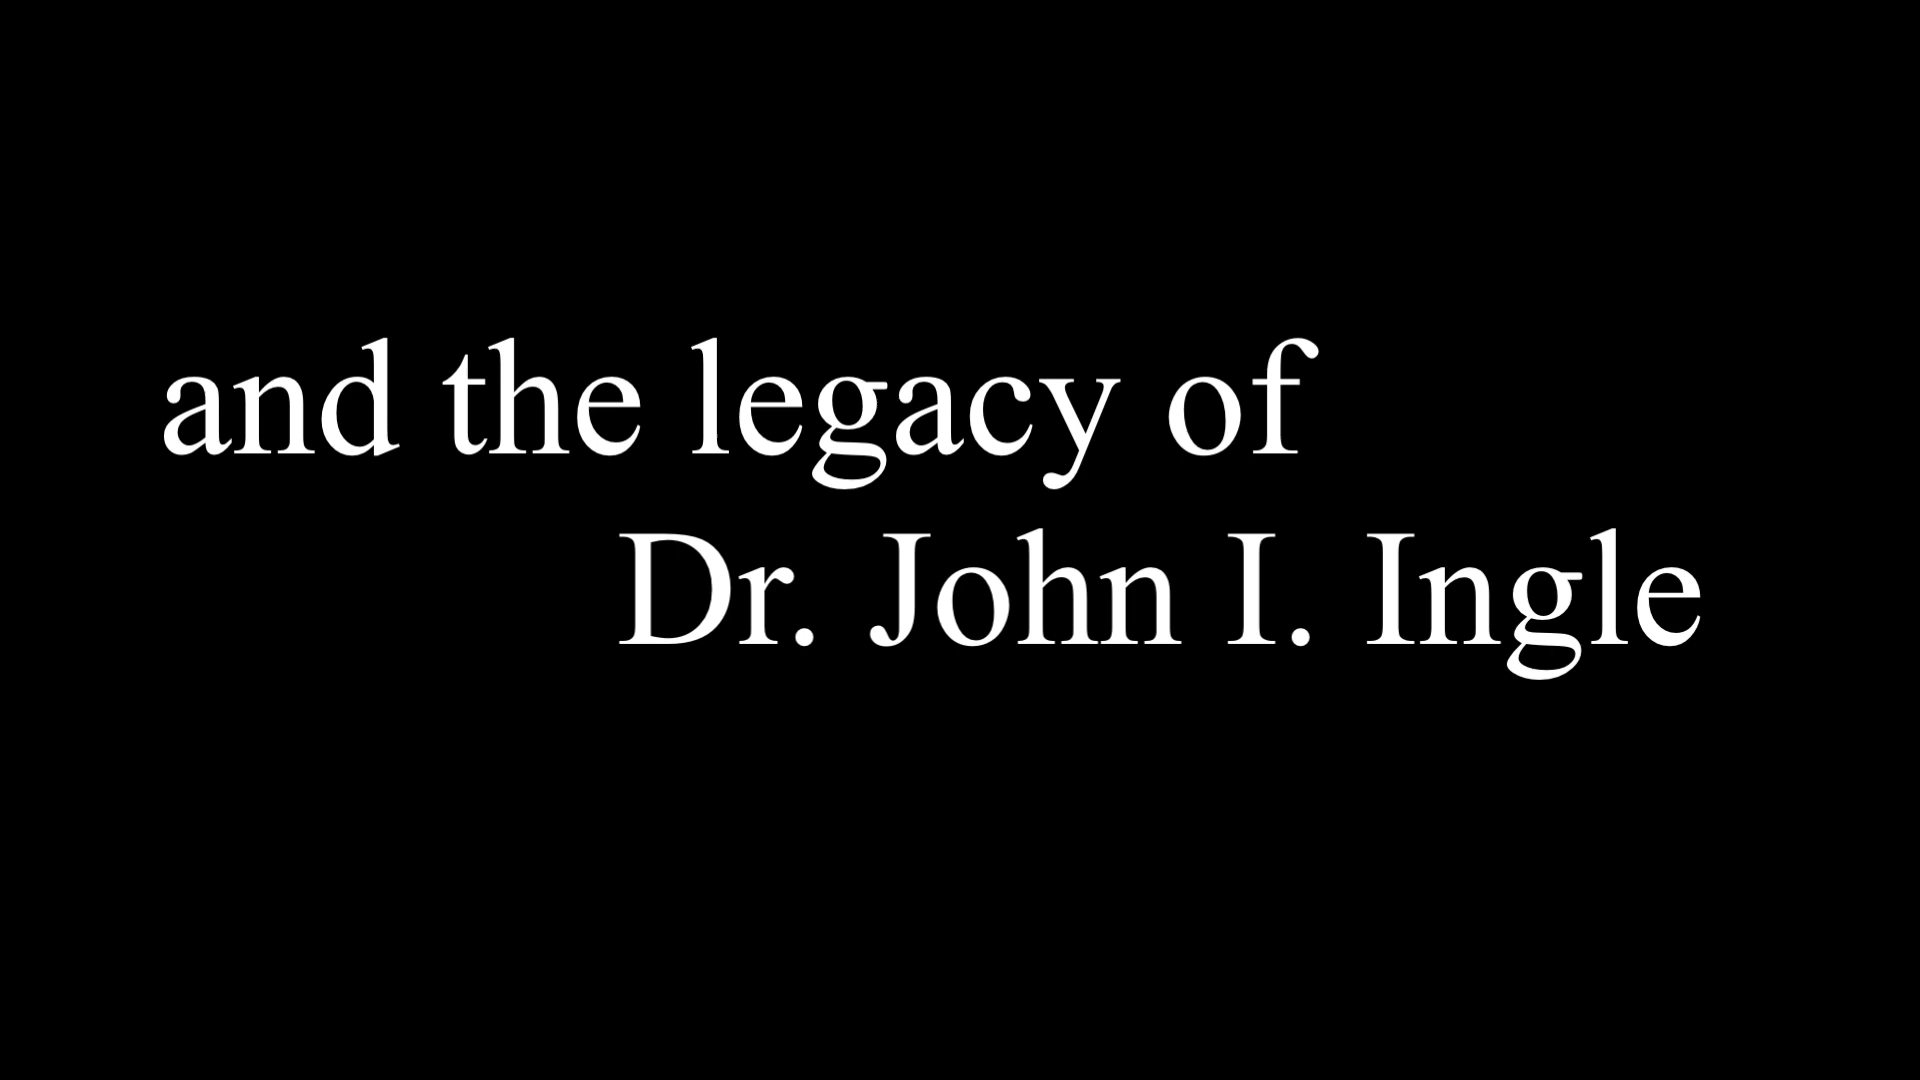 and the legacy of
Dr. John I. Ingle